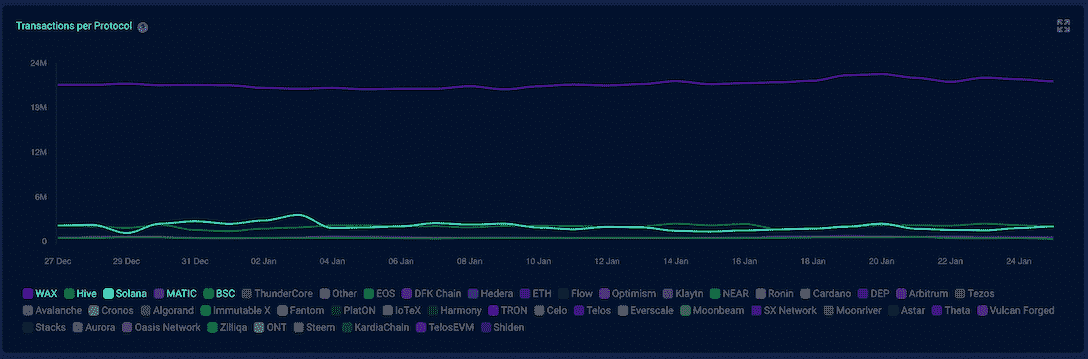 Transactions per Protocol
24M
18M
12M
6M
0
27 Dec 29 Dec 31 Dec 02 Jan 04 Jan 06 Jan 08 Jan 10 Jan 12 Jan 14 Jan 16 Jan 18 Jan 20 Jan 22 Jan 24 Jan
WAX Hive Solana MATIC BSC ThunderCore Other EOS DFK Chain Hedera ETH Flow Optimism Klaytn NEAR Ronin Cardano DEP Arbitrum Tezos
Avalanche Cronos Algorand Immutable X Fantom PlatON IoTeX Harmony TRON Celo Telos Everscale Moonbeam SX Network Moonriver Astar Theta Vulcan Forged
Stacks Aurora Oasis Network Zilliqa ONT Steem KardiaChain TelosEVM Shiden